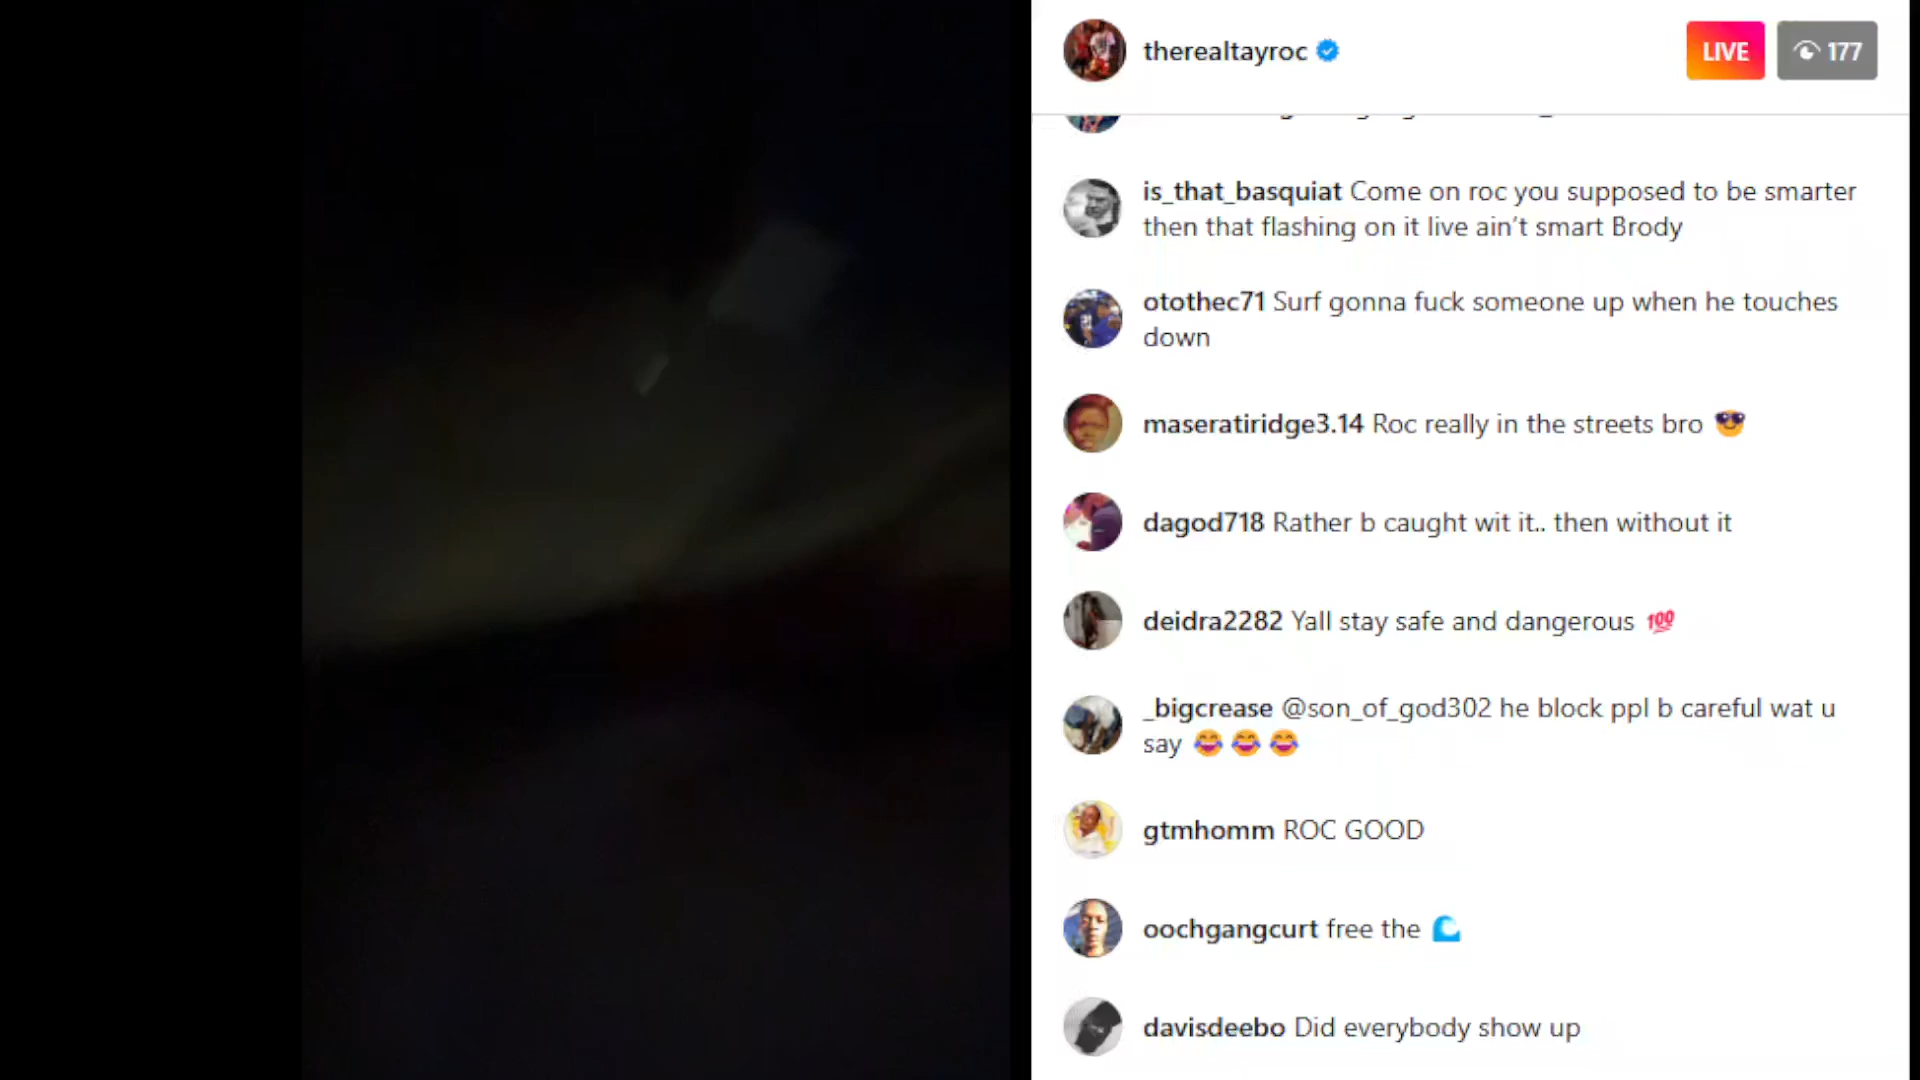 therealtayroc
LIVE
177
is_that_basquiat Come on roc you supposed to be smarter
then that flashing on it live ain’t smart Brody
otothec71 Surf gonna fuck someone up when he touches
down
maseratiridge3.14 Roc really in the streets bro 😎
dagod718 Rather b caught wit it.. then without it
deidra2282 Yall stay safe and dangerous 💯
_bigcrease @son_of_god302 he block ppl b careful wat u
say 😂😂😂
gtmhomm ROC GOOD
oochgangcurt free the 🌊
davisdeebo Did everybody show up